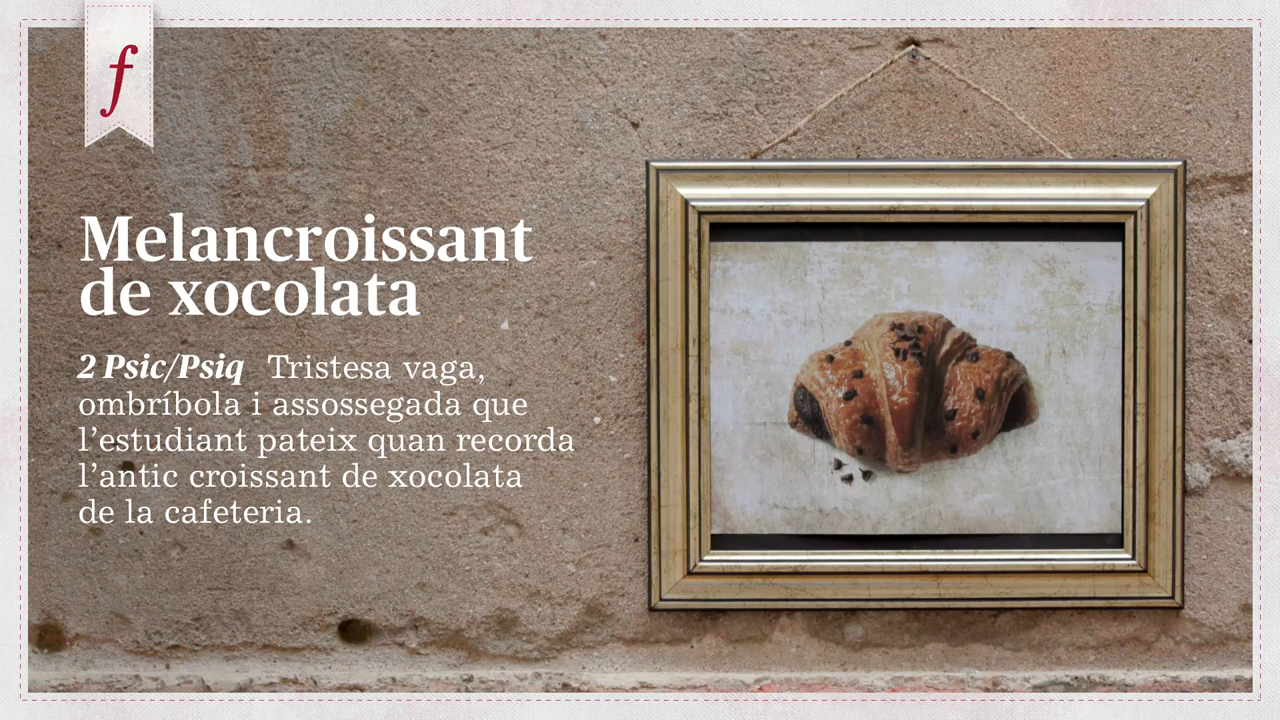 f
Melancroissant
de xocolata
2 Psic/Psiq Tristesa vaga,
ombríbola i assossegada que
l’estudiant pateix quan recorda
l’antic croissant de xocolata
de la cafeteria.